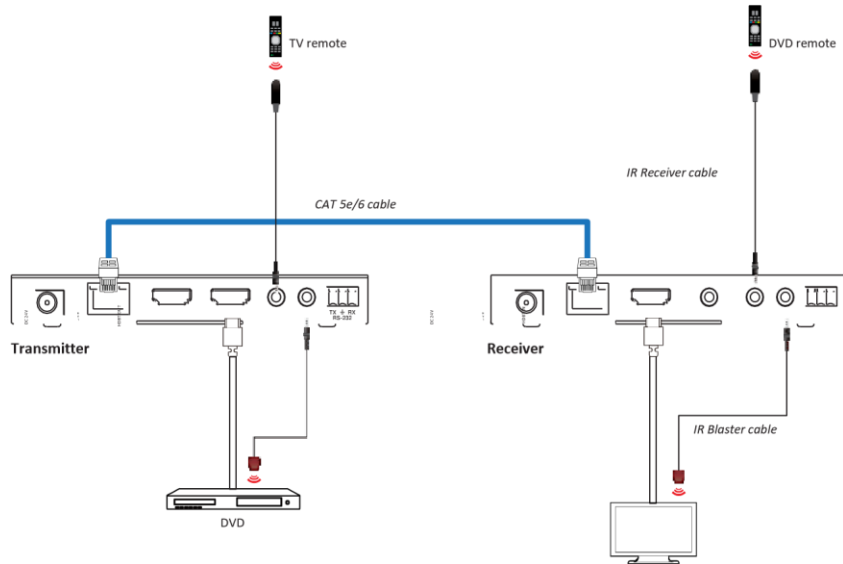 TV remote
DVD remote
IR Receiver cable
CAT 5e/6 cable
TX RX
RS-232
Transmitter
Receiver
IR Blaster cable
DVD